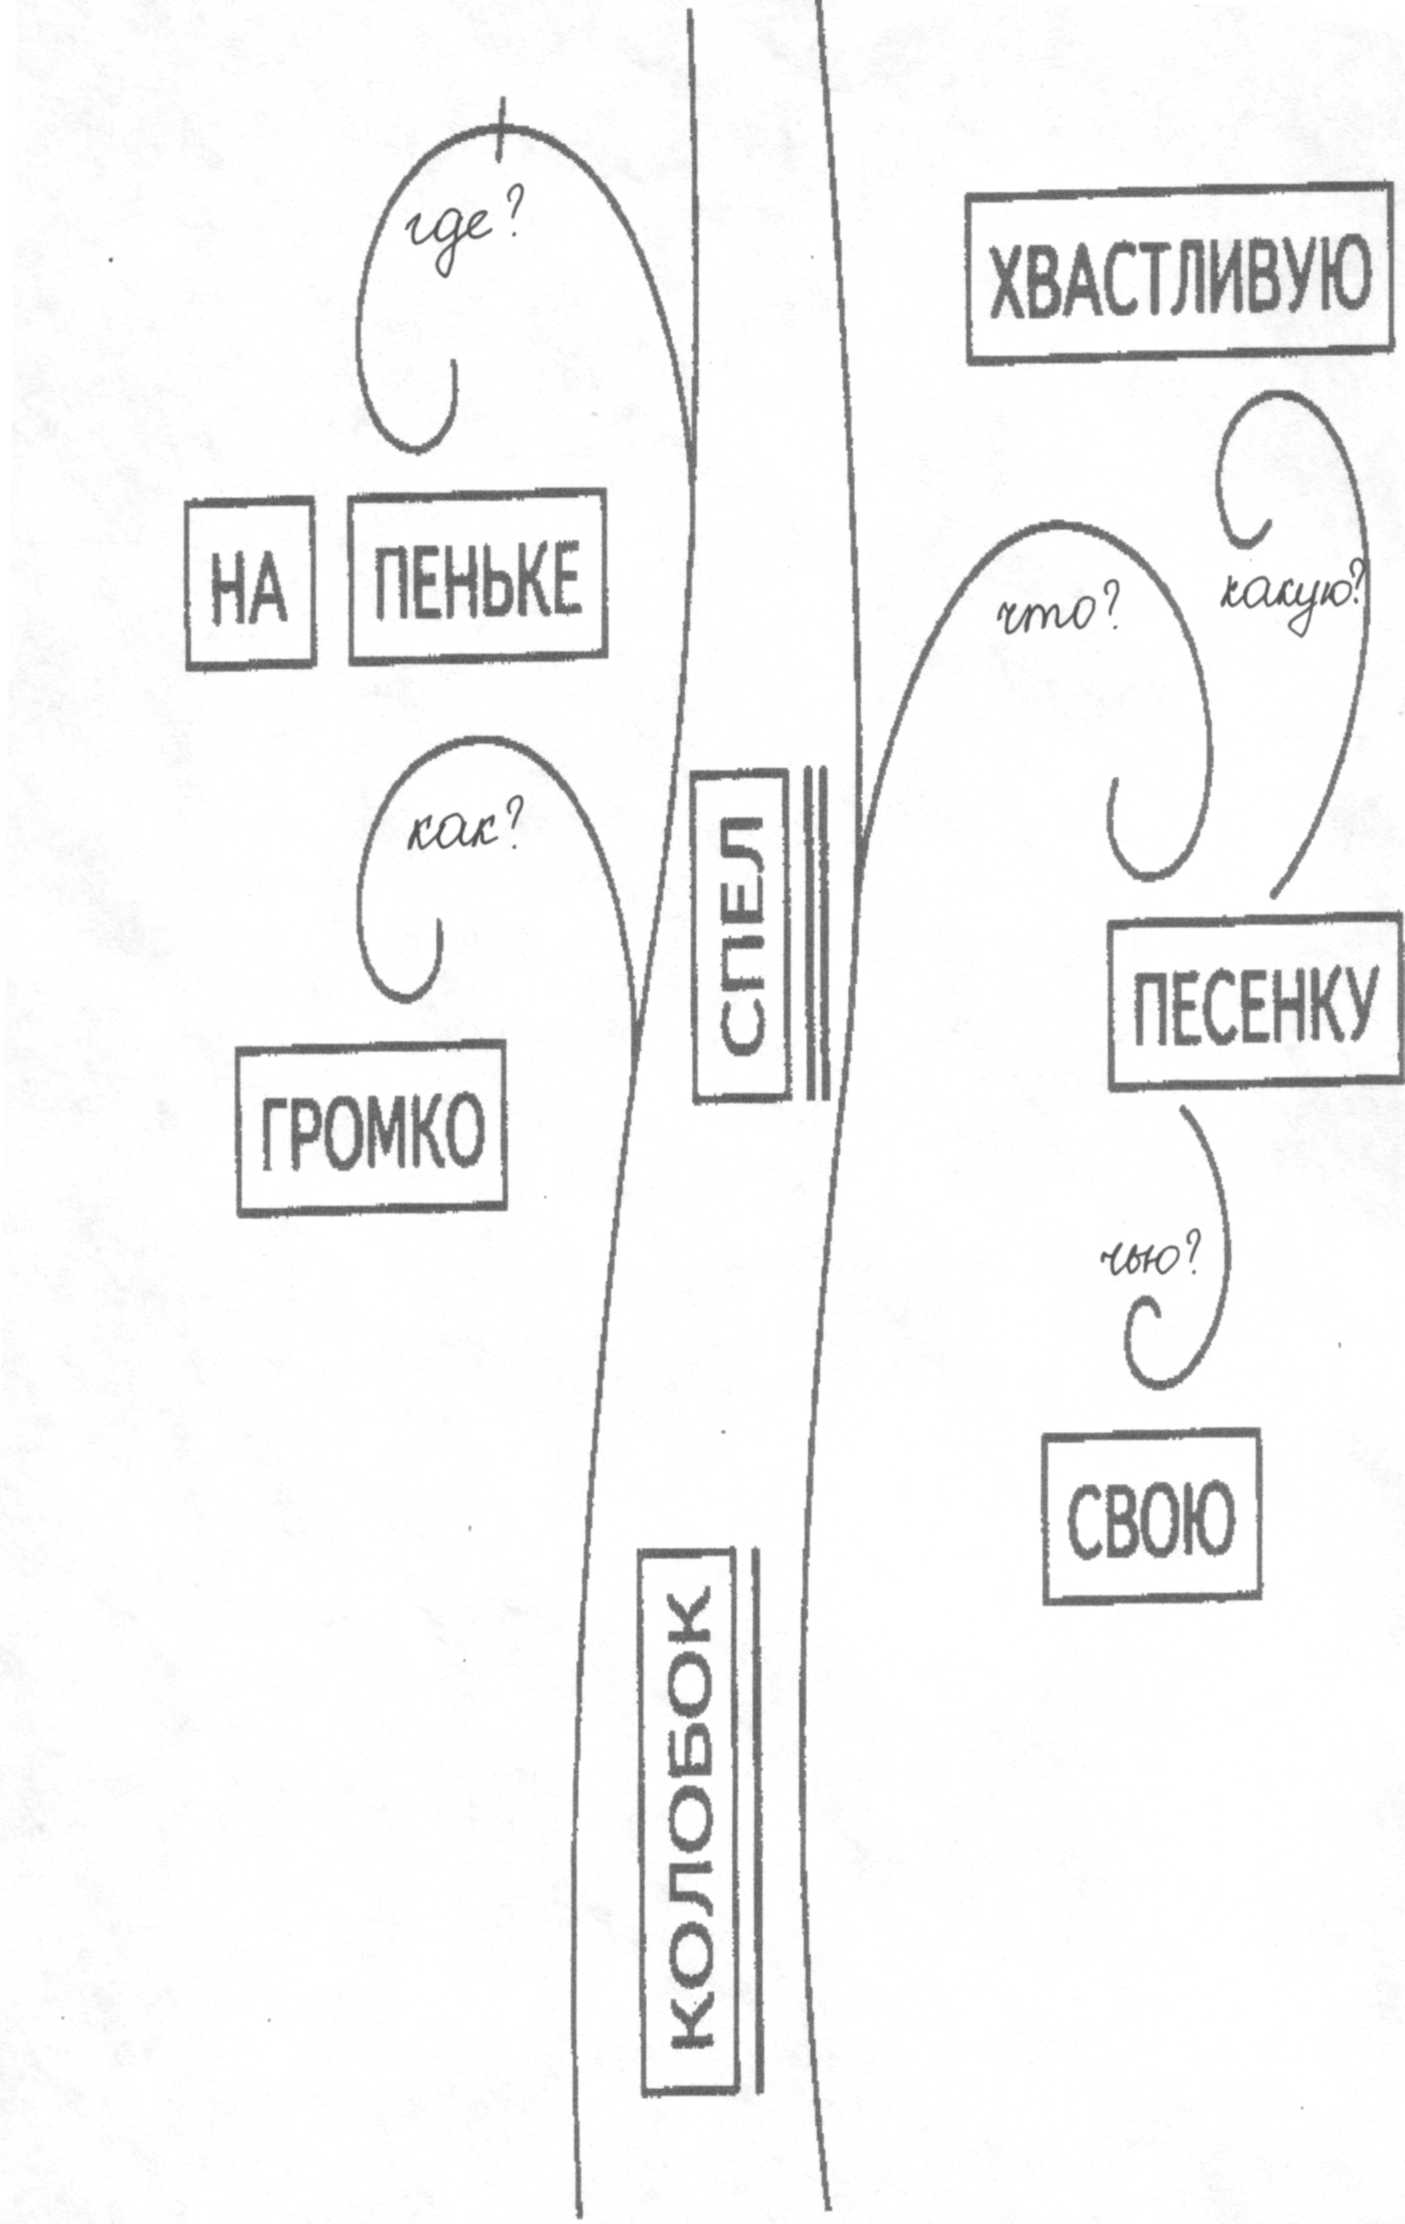 где?
ХВАСТЛИВУЮ
НА ПЕНЬКЕ
что?
какую?
как?
СПЕЛ
ПЕСЕНКУ
ГРОМКО
чью?
СВОЮ
КОЛОБОК